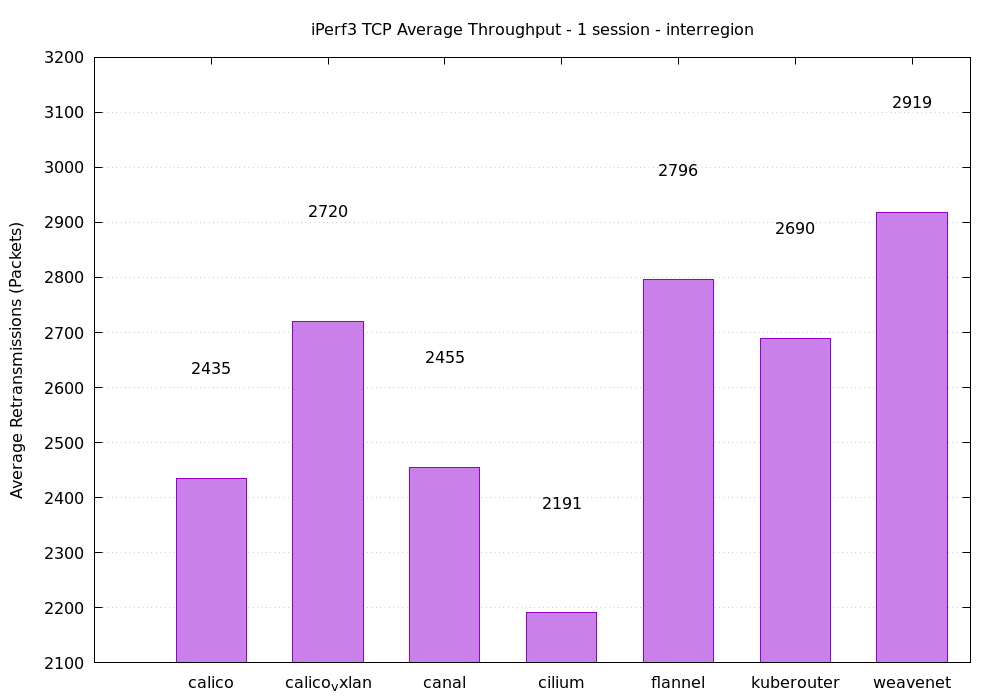 iPerf3 TCP Average Throughput - 1 session - interregion
Average Retransmissions (Packets)
3200
3100
3000
2900
2800
2700
2600
2500
2400
2300
2200
2100
2435
2720
2455
2191
2796
2690
2919
calico
calicovxlan
canal
cilium
flannel
kuberouter
weavenet